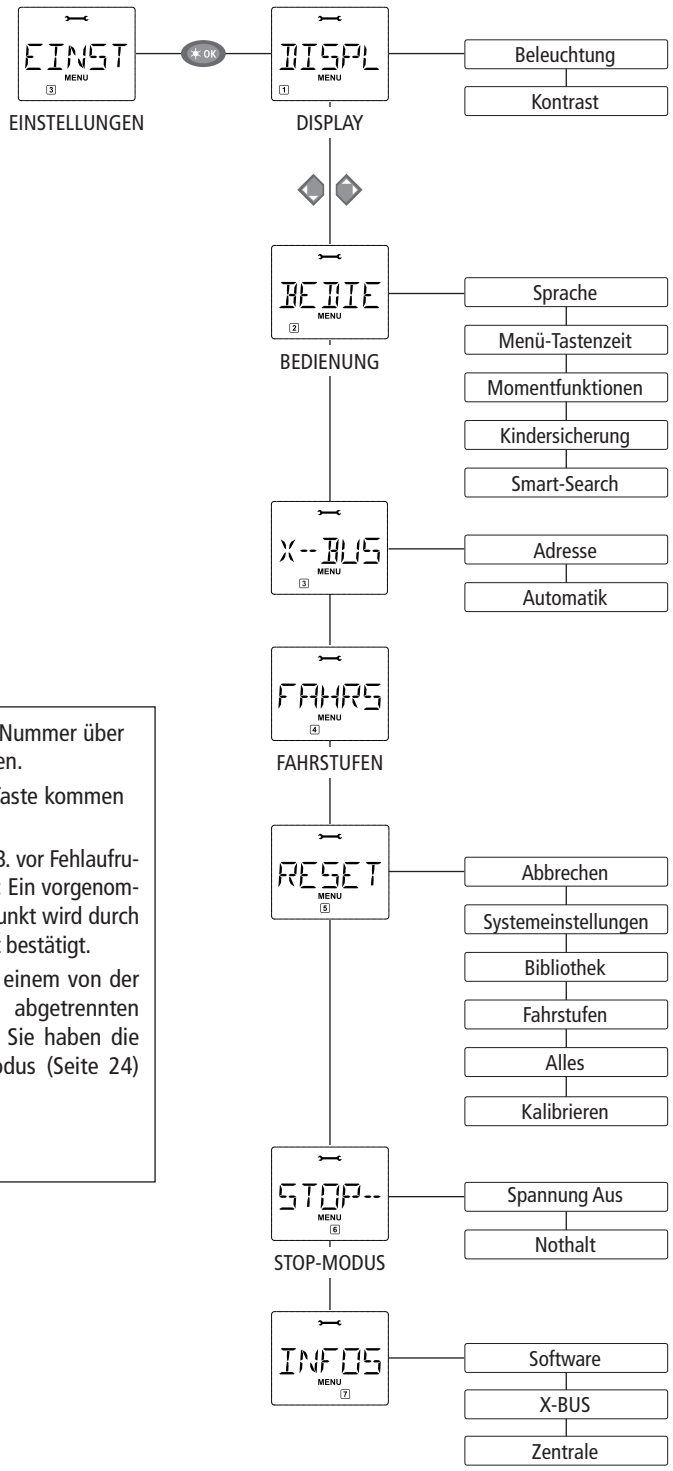 EINST
MENU
3
EINSTELLUNGEN
OK
DISPL
MENU
1
DISPLAY
Beleuchtung
Kontrast
BEDIE
MENU
2
BEDIENUNG
Sprache
Menü-Tastenzeit
Momentfunktionen
Kindersicherung
Smart-Search
X--BUS
MENU
3
Adresse
Automatik
FAHRS
MENU
4
FAHRSTUFEN
RESET
MENU
5
Abbrechen
Systemeinstellungen
Bibliothek
Fahrstufen
Alles
Kalibrieren
STOP--
MENU
6
STOP-MODUS
Spannung Aus
Nothalt
INFOS
MENU
7
Software
X-BUS
Zentrale
Nummer über
en.
Taste kommen
B. vor Fehlaufru-
: Ein vorgenom-
unkt wird durch
t bestätigt.
einem von der
abgetrennten
Sie haben die
odus (Seite 24)